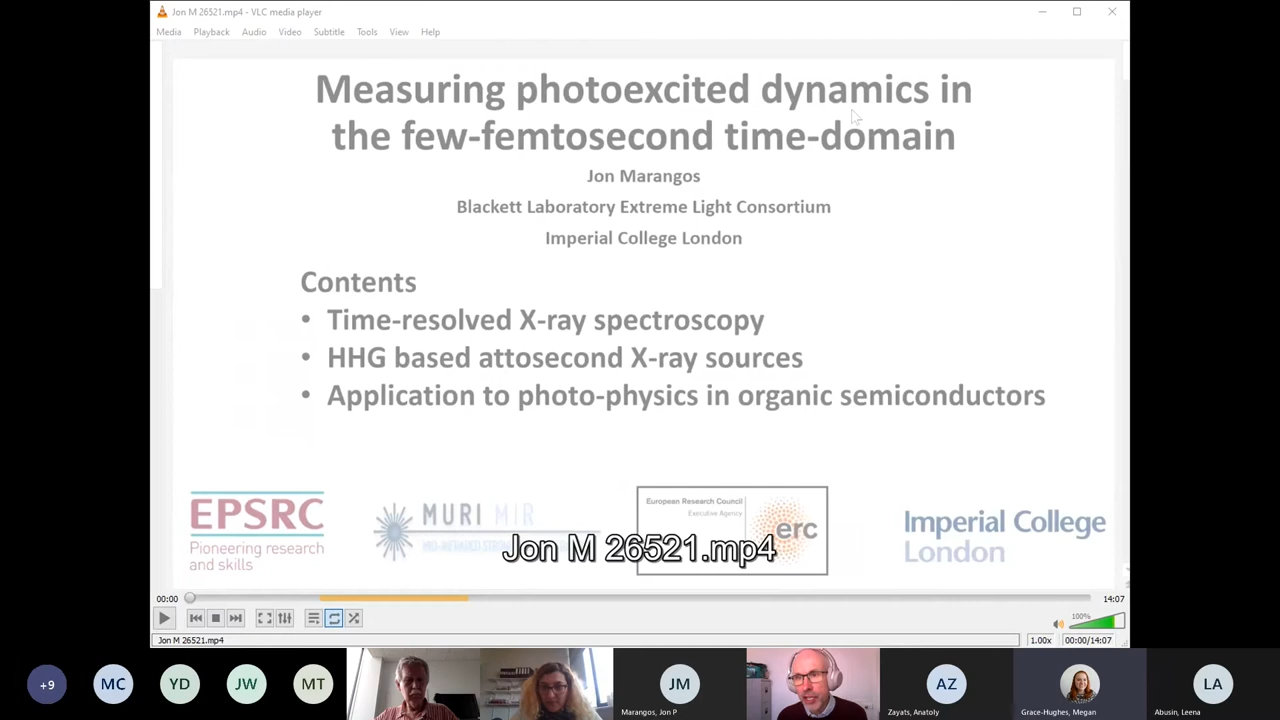 Jon M 26521.mp4 - VLC media player
Media Playback Audio Video Subtitle Tools View Help
Measuring photoexcited dynamics in
the few-femtosecond time-domain
Jon Marangos
Blackett Laboratory Extreme Light Consortium
Imperial College London
Contents
• Time-resolved X-ray spectroscopy
• HHG based attosecond X-ray sources
• Application to photo-physics in organic semiconductors
EPSRC
Pioneering research
and skills
MURI MIR
European Research Council
Executive Agency
erc
Imperial College
London
Jon M 26521.mp4
00:00
14:07
100%
Jon M 26521.mp4
1.00x
00:00/14:07
+9
MC
YD
JW
MT
JM
Marangos, Jon P
AZ
Zayats, Anatoly
Grace-Hughes, Megan
LA
Abusin, Leena